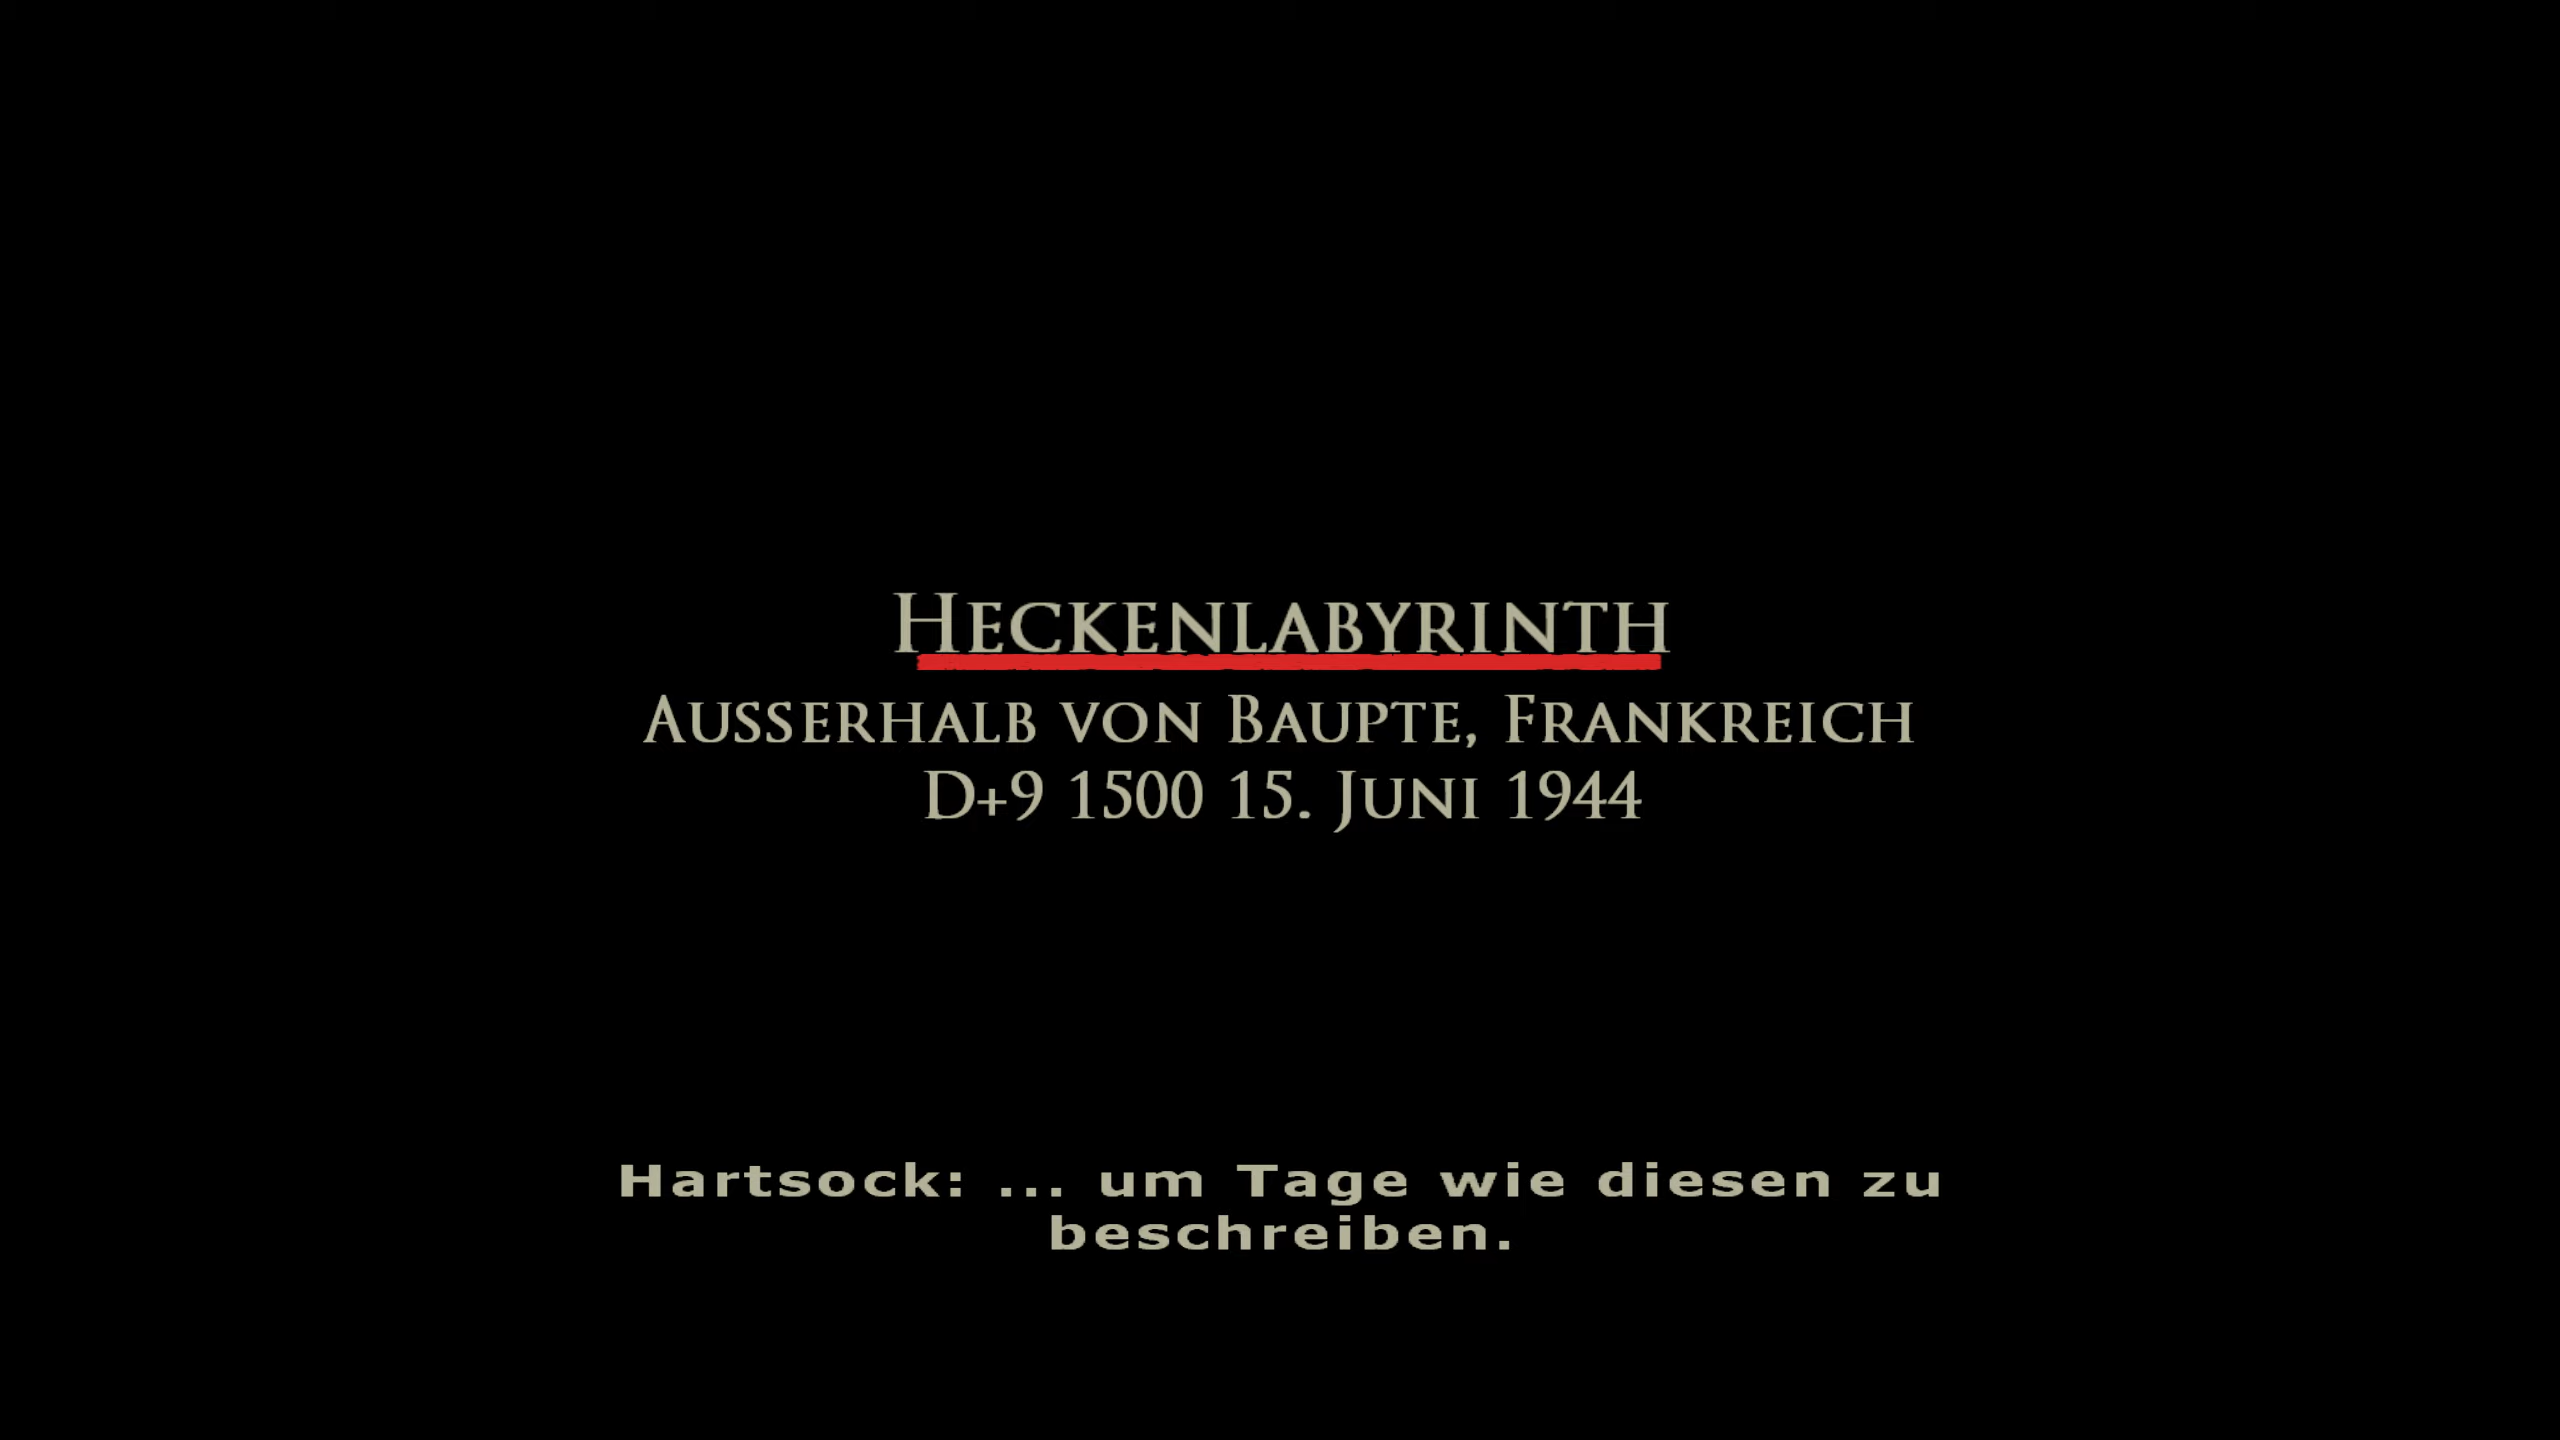 Heckenlabyrinth
Ausserhalb von Baupte, Frankreich
D+9 1500 15. Juni 1944
Hartsock: ... um Tage wie diesen zu
beschreiben.